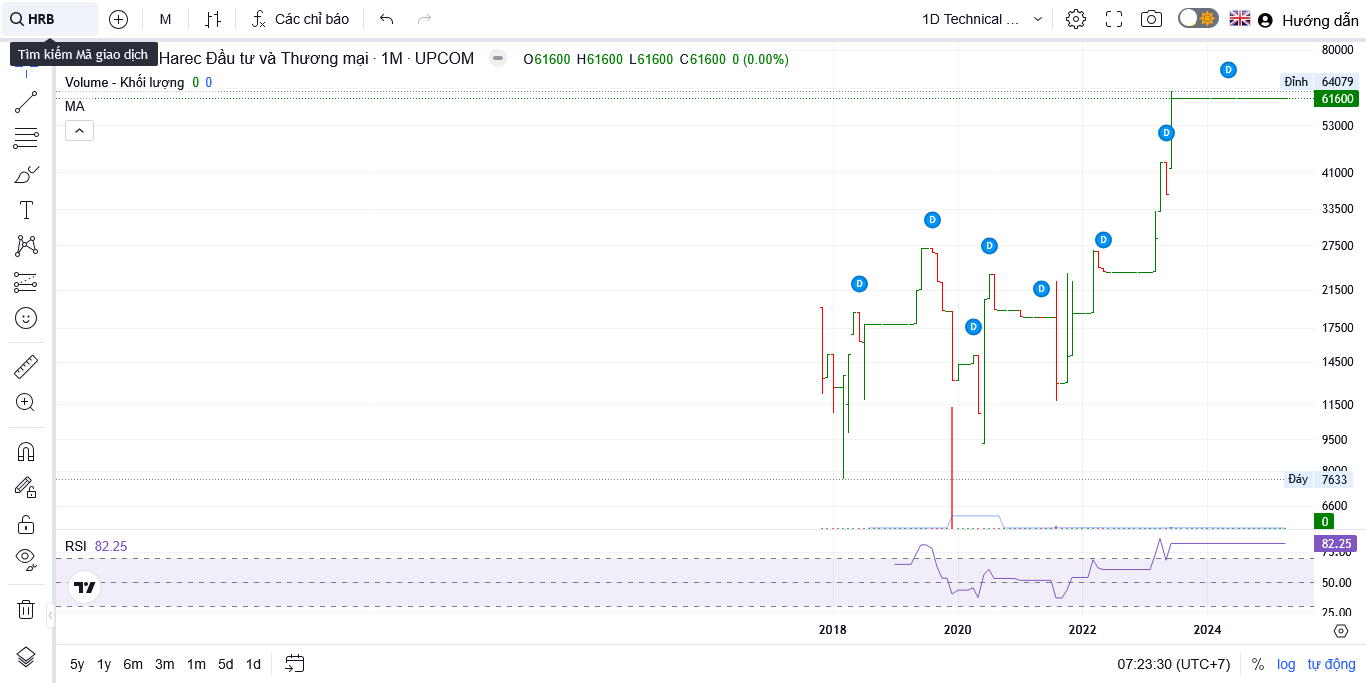 HRB
M
Các chỉ báo
1D Technical ...
Hướng dẫn
Tìm kiếm Mã giao dịch
Harec Đầu tư và Thương mại · 1M · UPCOM
O61600 H61600 L61600 C61600 0 (0.00%)
Volume - Khối lượng 0 0
MA
80000
Đỉnh 64079
61600
53000
41000
33500
27500
21500
17500
14500
11500
9500
8000
Đáy 7633
6600
0
D
D
D
D
D
D
D
D
RSI 82.25
82.25
75.00
50.00
25.00
2018 2020 2022 2024
5y 1y 6m 3m 1m 5d 1d
07:23:30 (UTC+7)
% log tự động